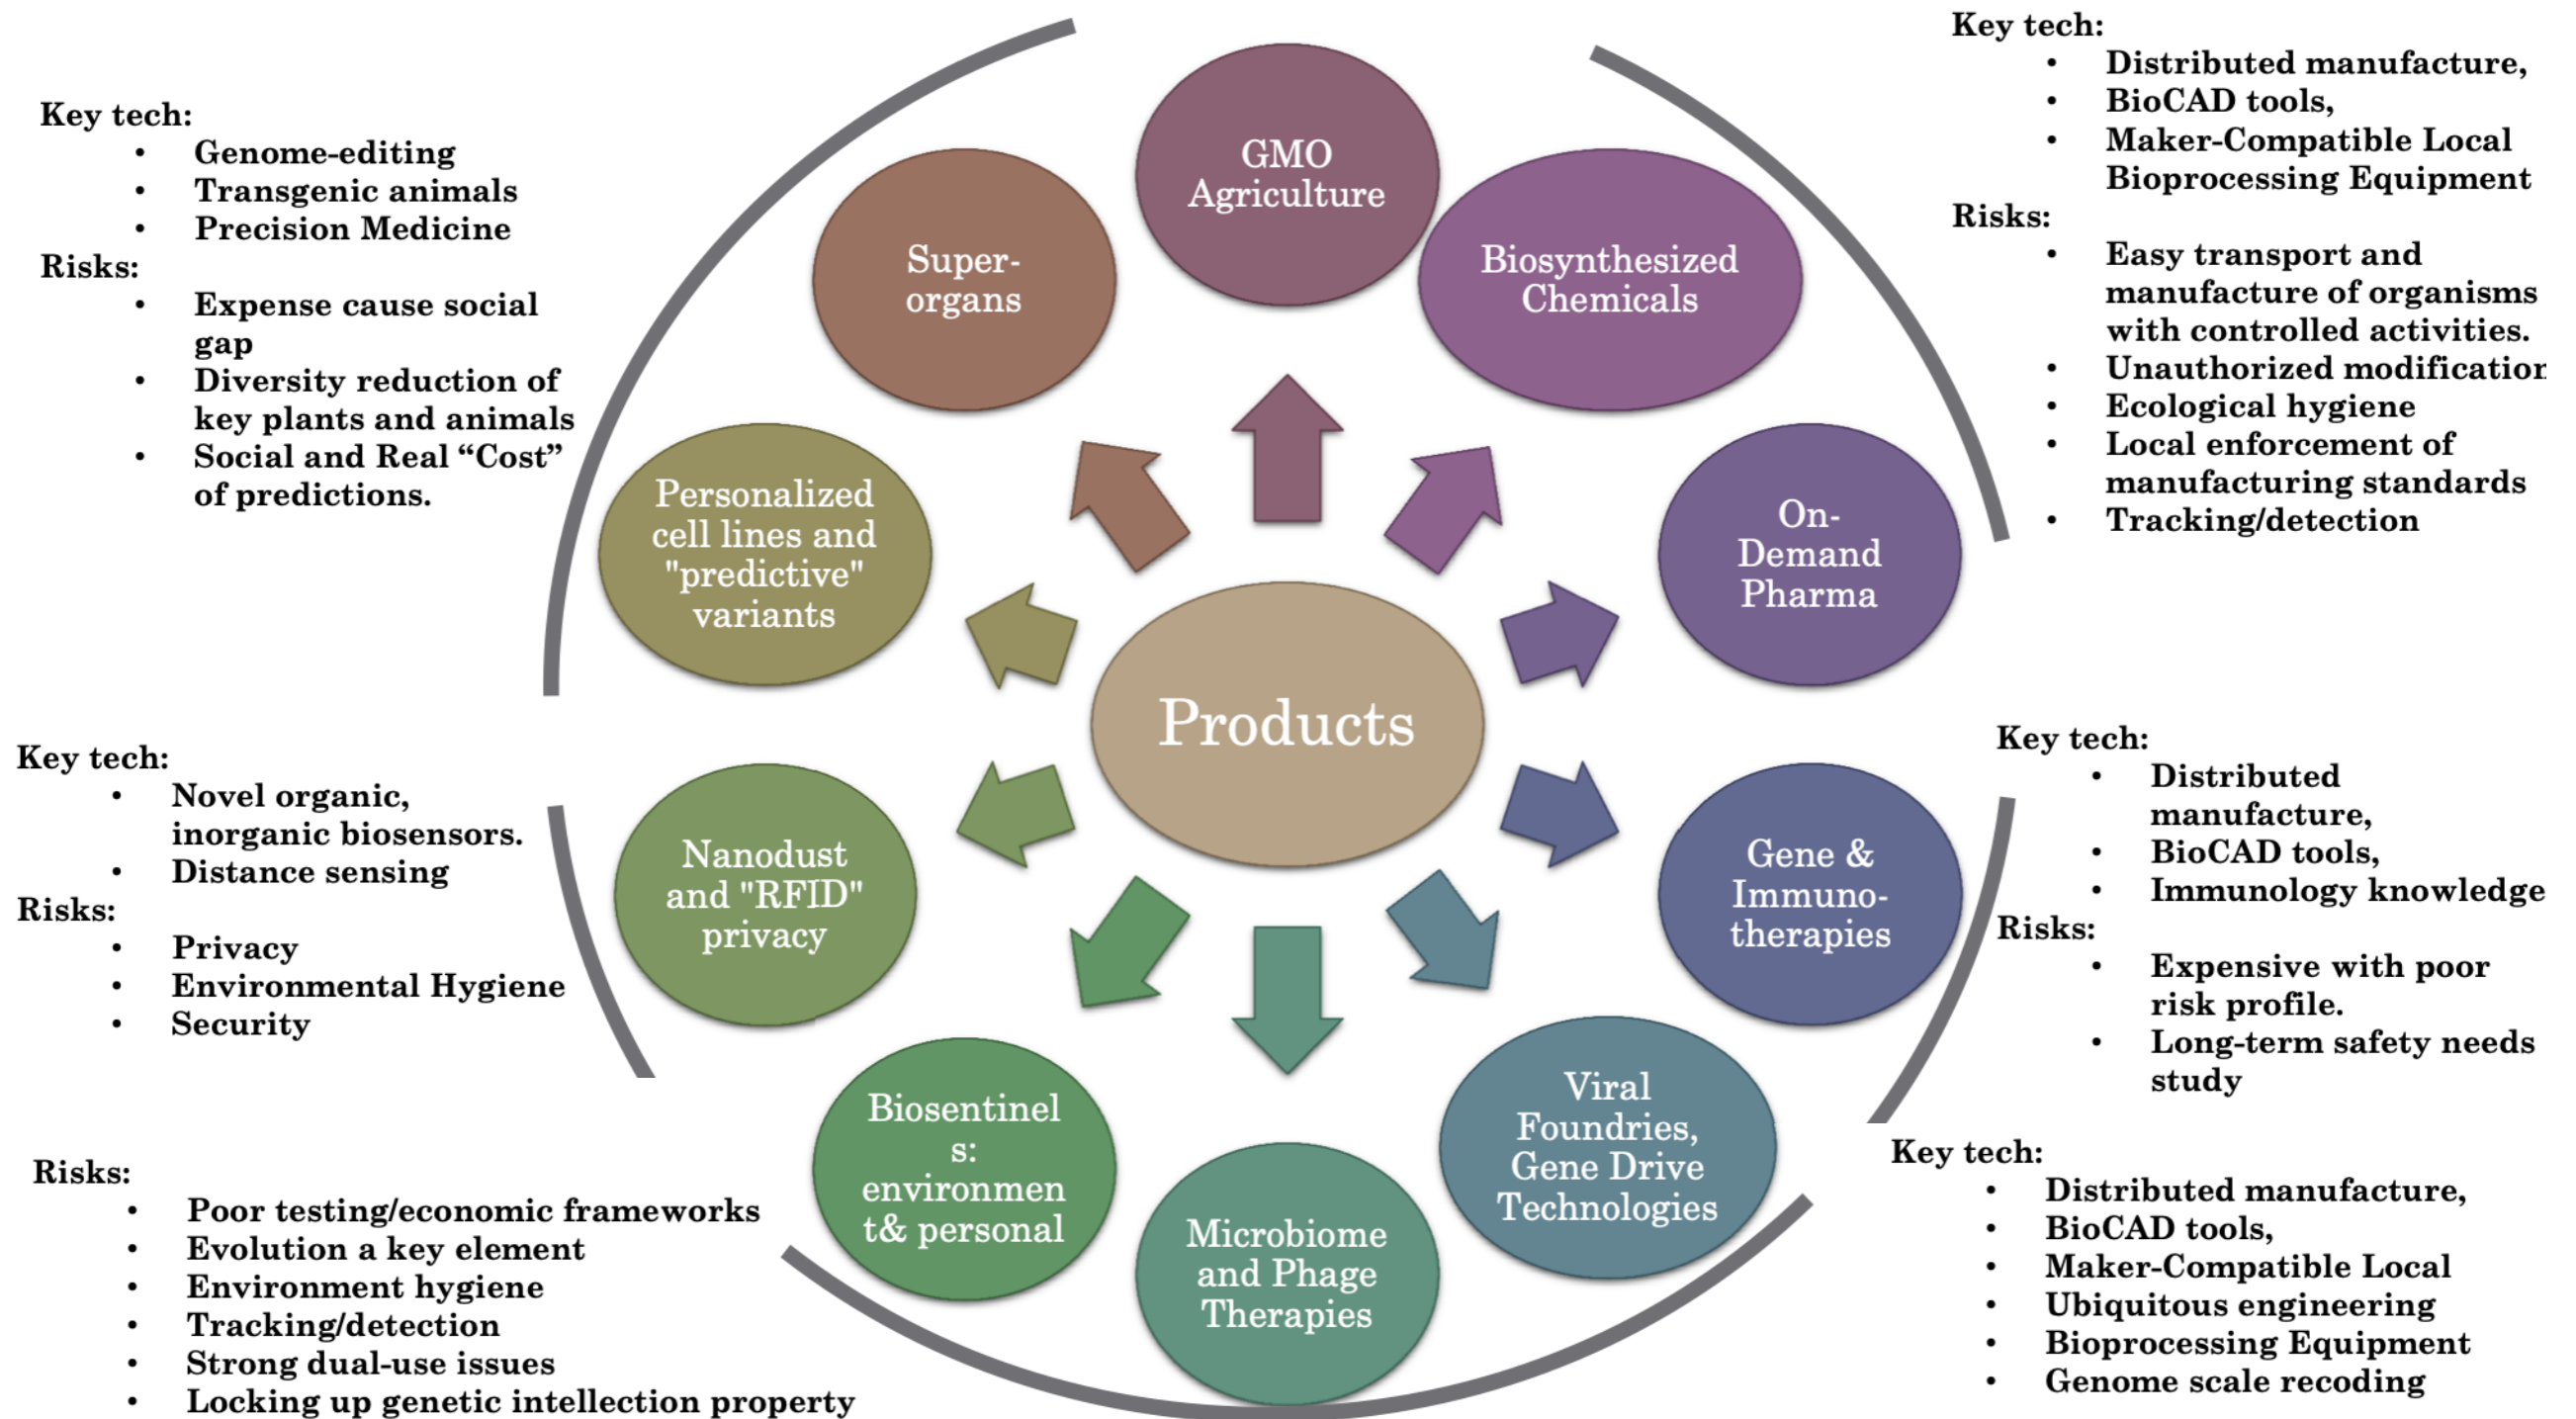 Key tech:
• Genome-editing
• Transgenic animals
• Precision Medicine
Risks:
• Expense cause social
gap
• Diversity reduction of
key plants and animals
• Social and Real “Cost”
of predictions.
Key tech:
• Novel organic,
inorganic biosensors.
• Distance sensing
Risks:
• Privacy
• Environmental Hygiene
• Security
Risks:
• Poor testing/economic frameworks
• Evolution a key element
• Environment hygiene
• Tracking/detection
• Strong dual-use issues
• Locking up genetic intellection property
Products
GMO
Agriculture
Biosynthesized
Chemicals
On-
Demand
Pharma
Gene &
Immuno-
therapies
Viral
Foundries,
Gene Drive
Technologies
Microbiome
and Phage
Therapies
Biosentinel
s:
environmen
t& personal
Nanodust
and "RFID"
privacy
Personalized
cell lines and
"predictive"
variants
Super-
organs
Key tech:
• Distributed manufacture,
• BioCAD tools,
• Maker-Compatible Local
Bioprocessing Equipment
Risks:
• Easy transport and
manufacture of organisms
with controlled activities.
• Unauthorized modification
• Ecological hygiene
• Local enforcement of
manufacturing standards
• Tracking/detection
Key tech:
• Distributed
manufacture,
• BioCAD tools,
• Immunology knowledge
Risks:
• Expensive with poor
risk profile.
• Long-term safety needs
study
Key tech:
• Distributed manufacture,
• BioCAD tools,
• Maker-Compatible Local
• Ubiquitous engineering
• Bioprocessing Equipment
• Genome scale recoding